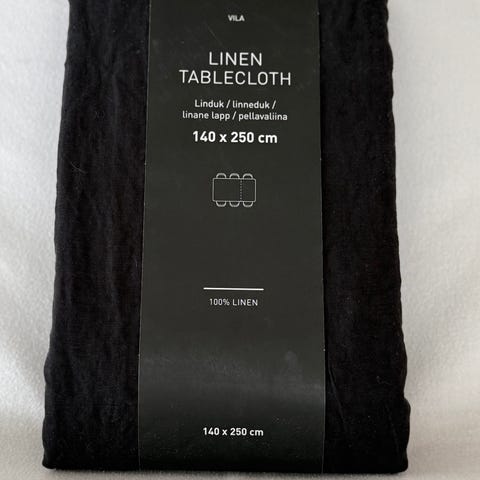 VILA
LINEN
TABLECLOTH
Linduk / linneduk /
linane lapp / pellavaliina
140 x 250 cm
100% LINEN
140 x 250 cm